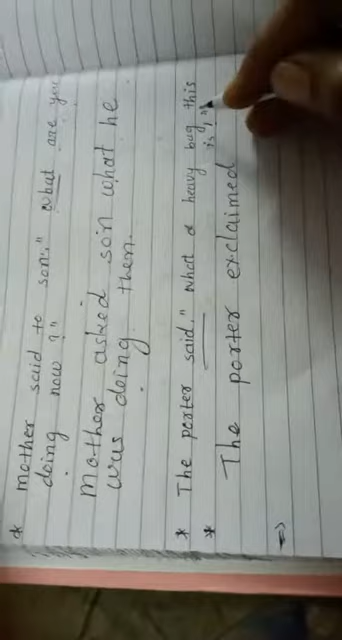 * mother said to son." what are you
doing now ?"
Mother asked son what he
was doing then.
* The porter said." what a heavy bag this
is,"
* The porter exclaimed
⇒